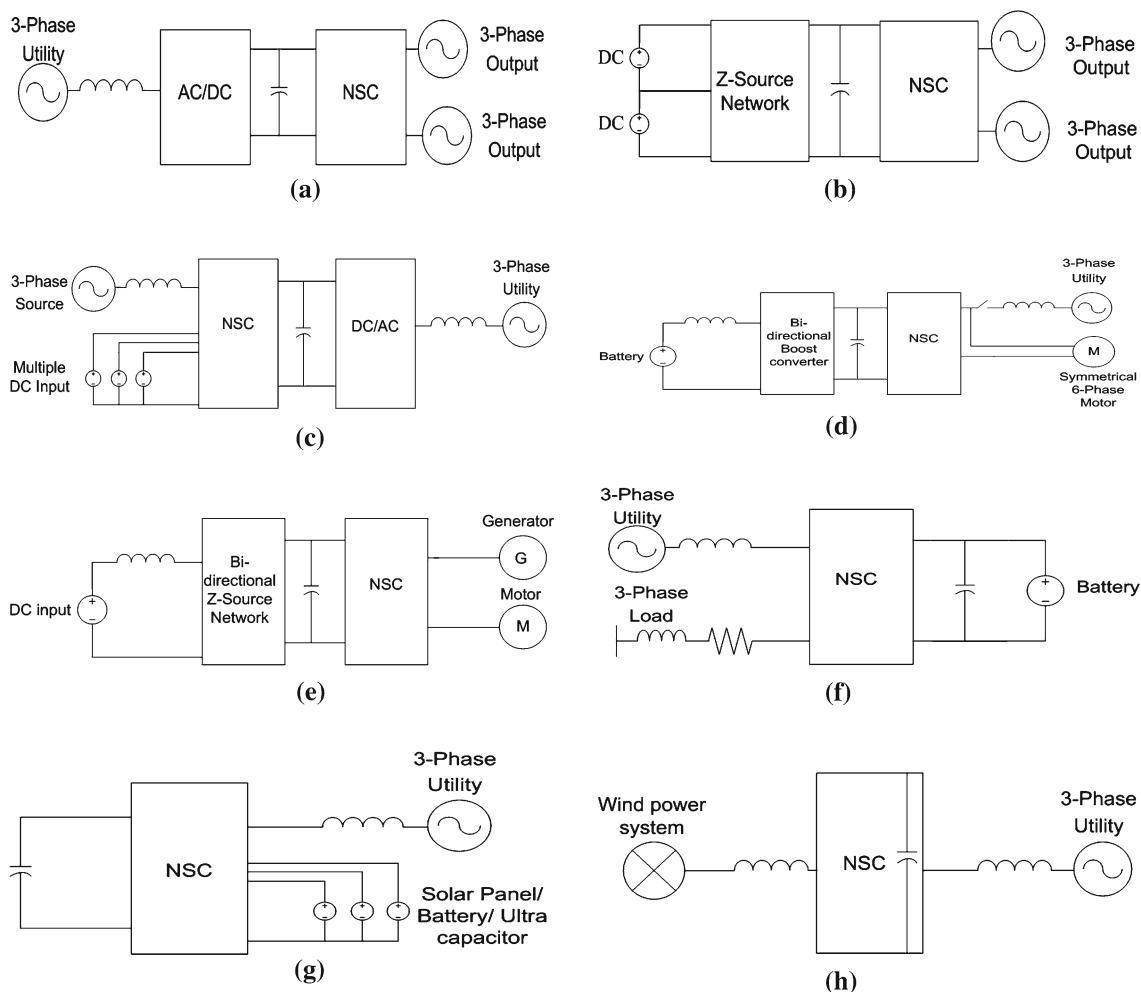 3-Phase
Utility
AC/DC
NSC
3-Phase
Output
3-Phase
Output
(a)
DC
DC
Z-Source
Network
NSC
3-Phase
Output
3-Phase
Output
(b)
3-Phase
Source
Multiple
DC Input
NSC
DC/AC
3-Phase
Utility
(c)
Battery
Bi-
directional
Boost
converter
NSC
3-Phase
Utility
M
Symmetrical
6-Phase
Motor
(d)
DC input
Bi-
directional
Z-Source
Network
NSC
Generator
G
Motor
M
(e)
3-Phase
Utility
3-Phase
Load
NSC
Battery
(f)
NSC
3-Phase
Utility
Solar Panel/
Battery/ Ultra
capacitor
(g)
Wind power
system
NSC
3-Phase
Utility
(h)